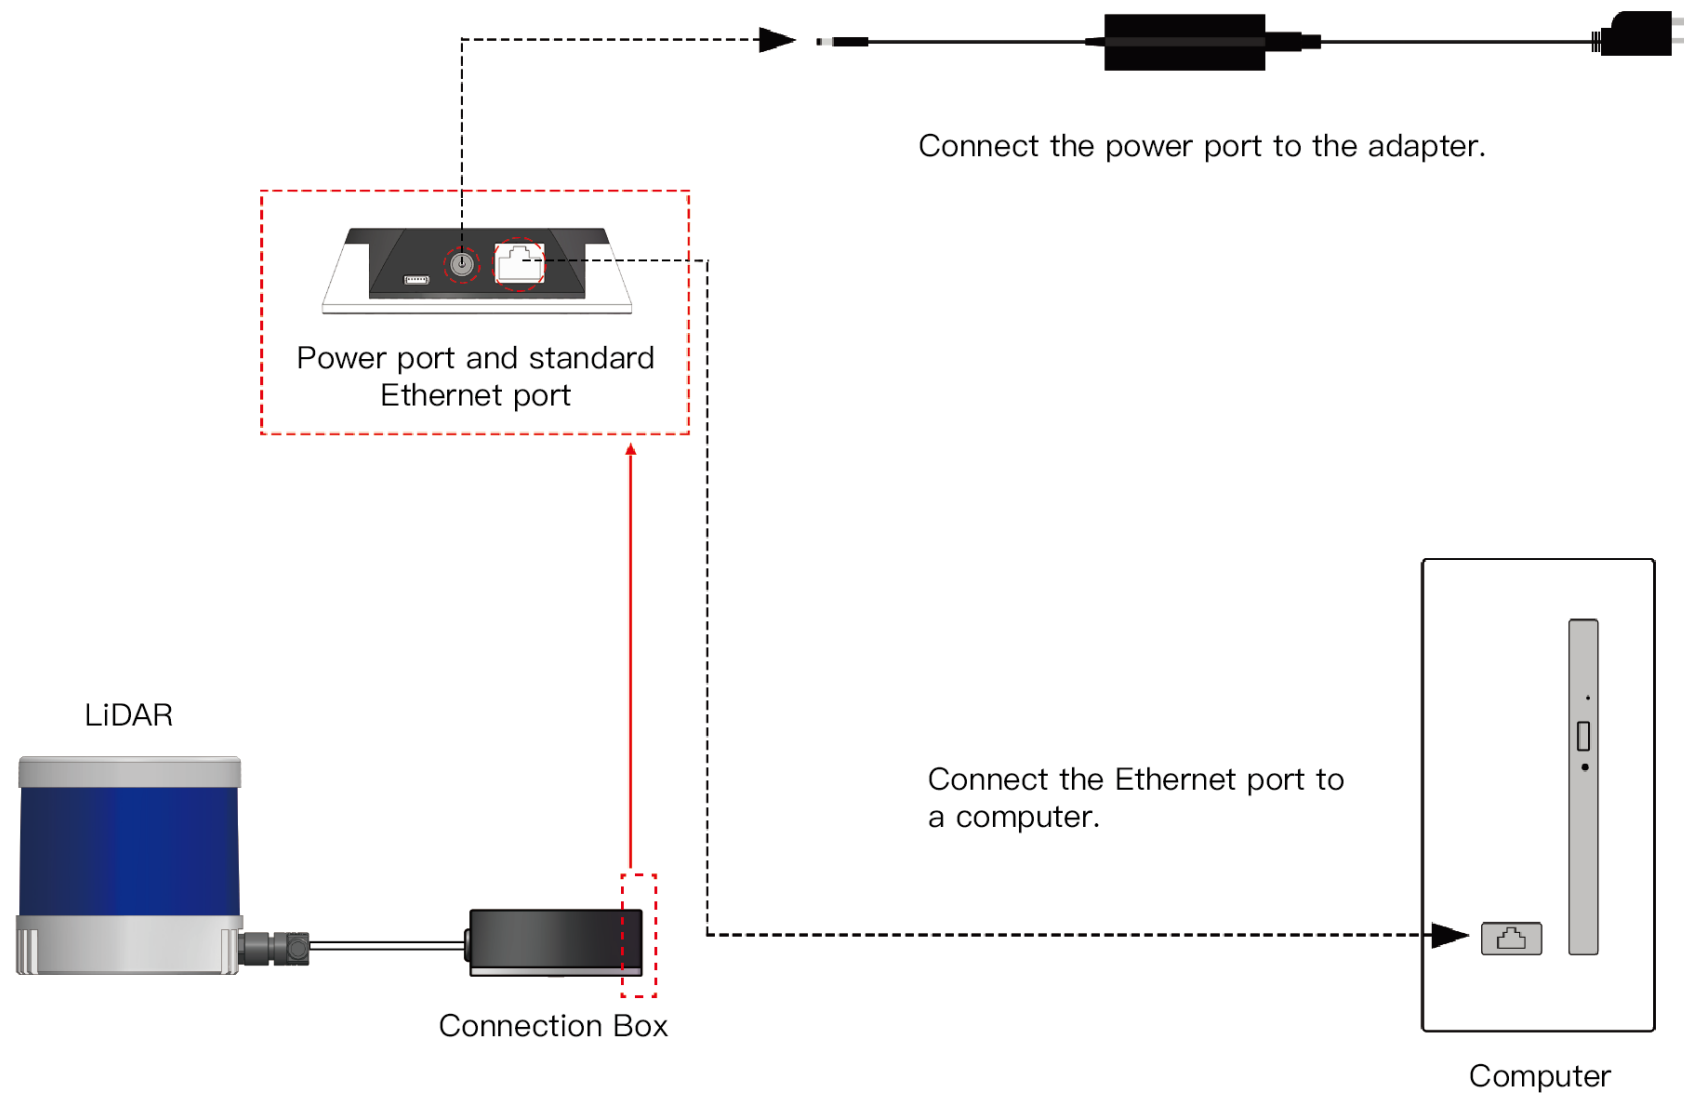 Connect the power port to the adapter.
Power port and standard
Ethernet port
LiDAR
Connect the Ethernet port to
a computer.
Connection Box
Computer